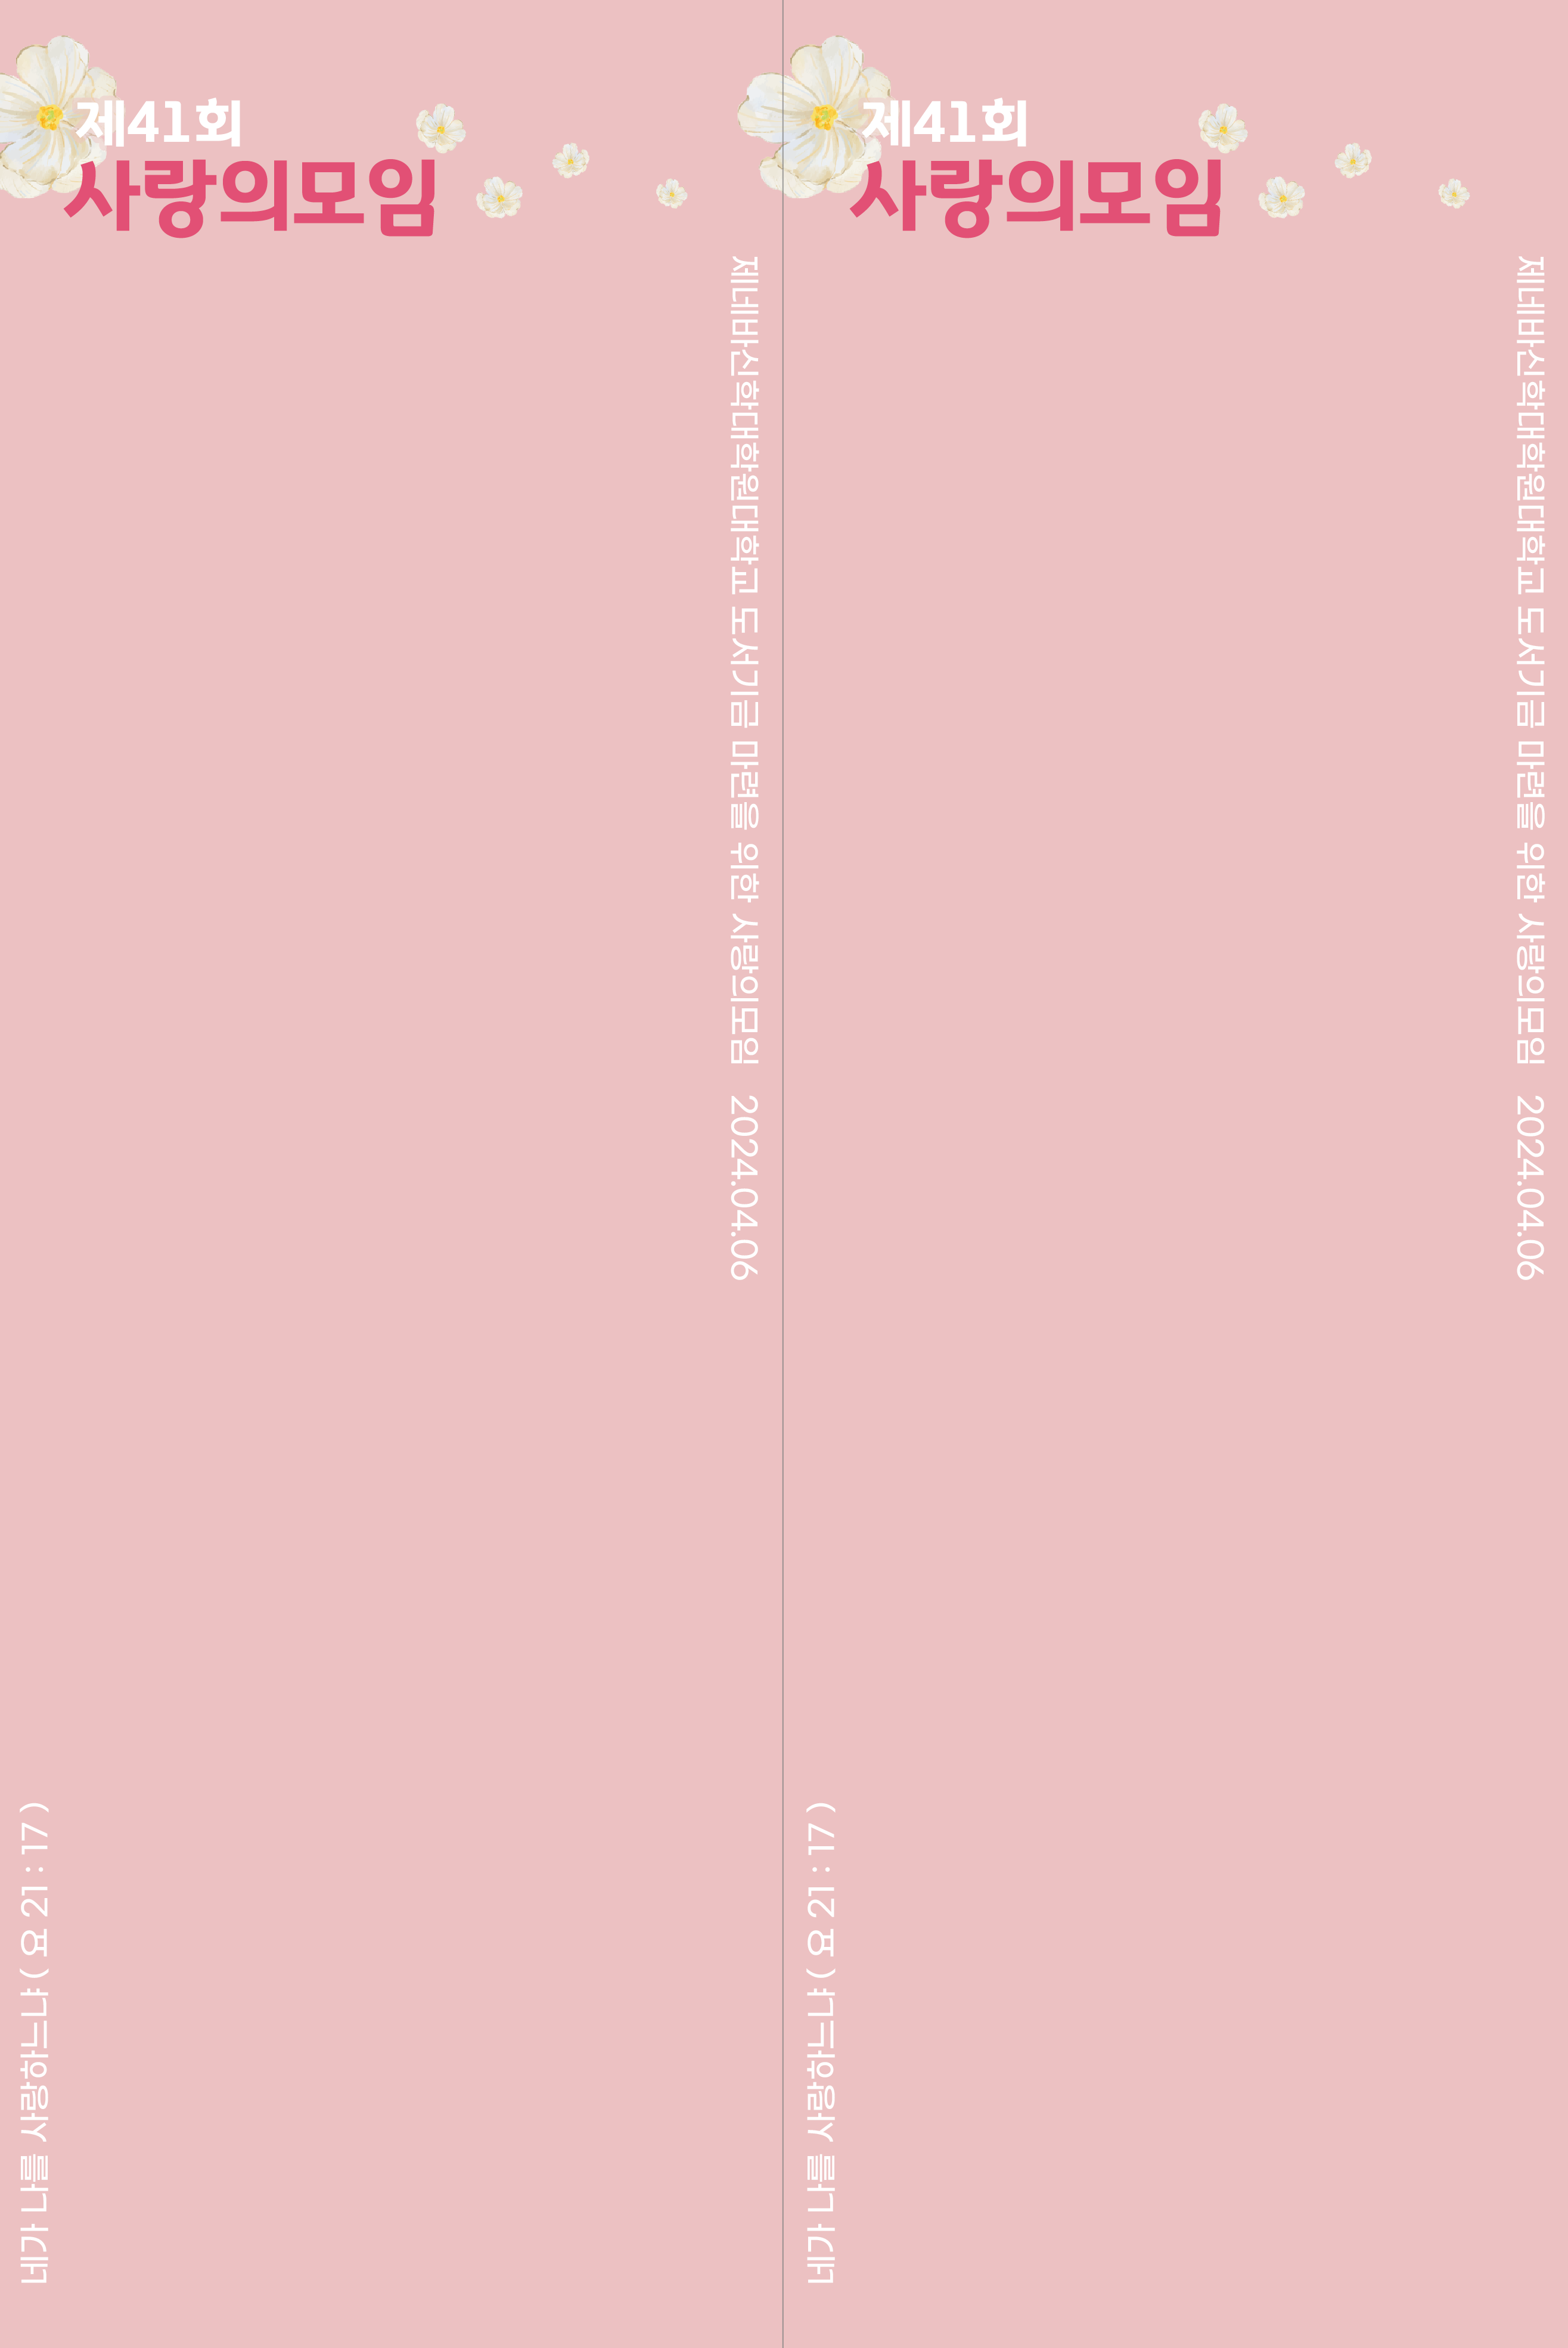 제41회
사랑의모임
제네바신학대학원대학교 도서기금 마련을 위한 사랑의모임 2024.04.06
네가 나를 사랑하느냐 ( 요 21 : 17 )
제41회
사랑의모임
제네바신학대학원대학교 도서기금 마련을 위한 사랑의모임 2024.04.06
네가 나를 사랑하느냐 ( 요 21 : 17 )